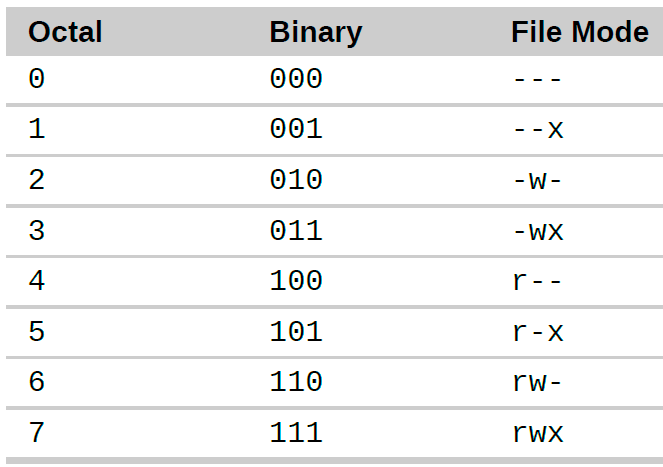 Octal Binary File Mode
0 000 ---
1 001 --x
2 010 -w-
3 011 -wx
4 100 r--
5 101 r-x
6 110 rw-
7 111 rwx